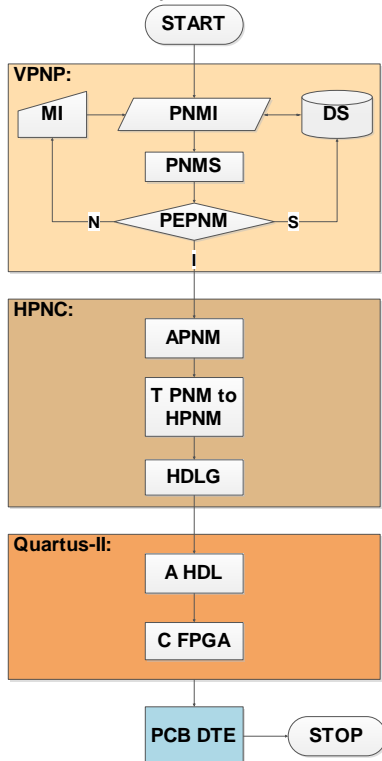 START
VPNP:
MI
PNMI
DS
PNMS
N
PEPNM
S
I
HPNC:
APNM
T PNM to
HPNM
HDLG
Quartus-II:
A HDL
C FPGA
PCB DTE
STOP